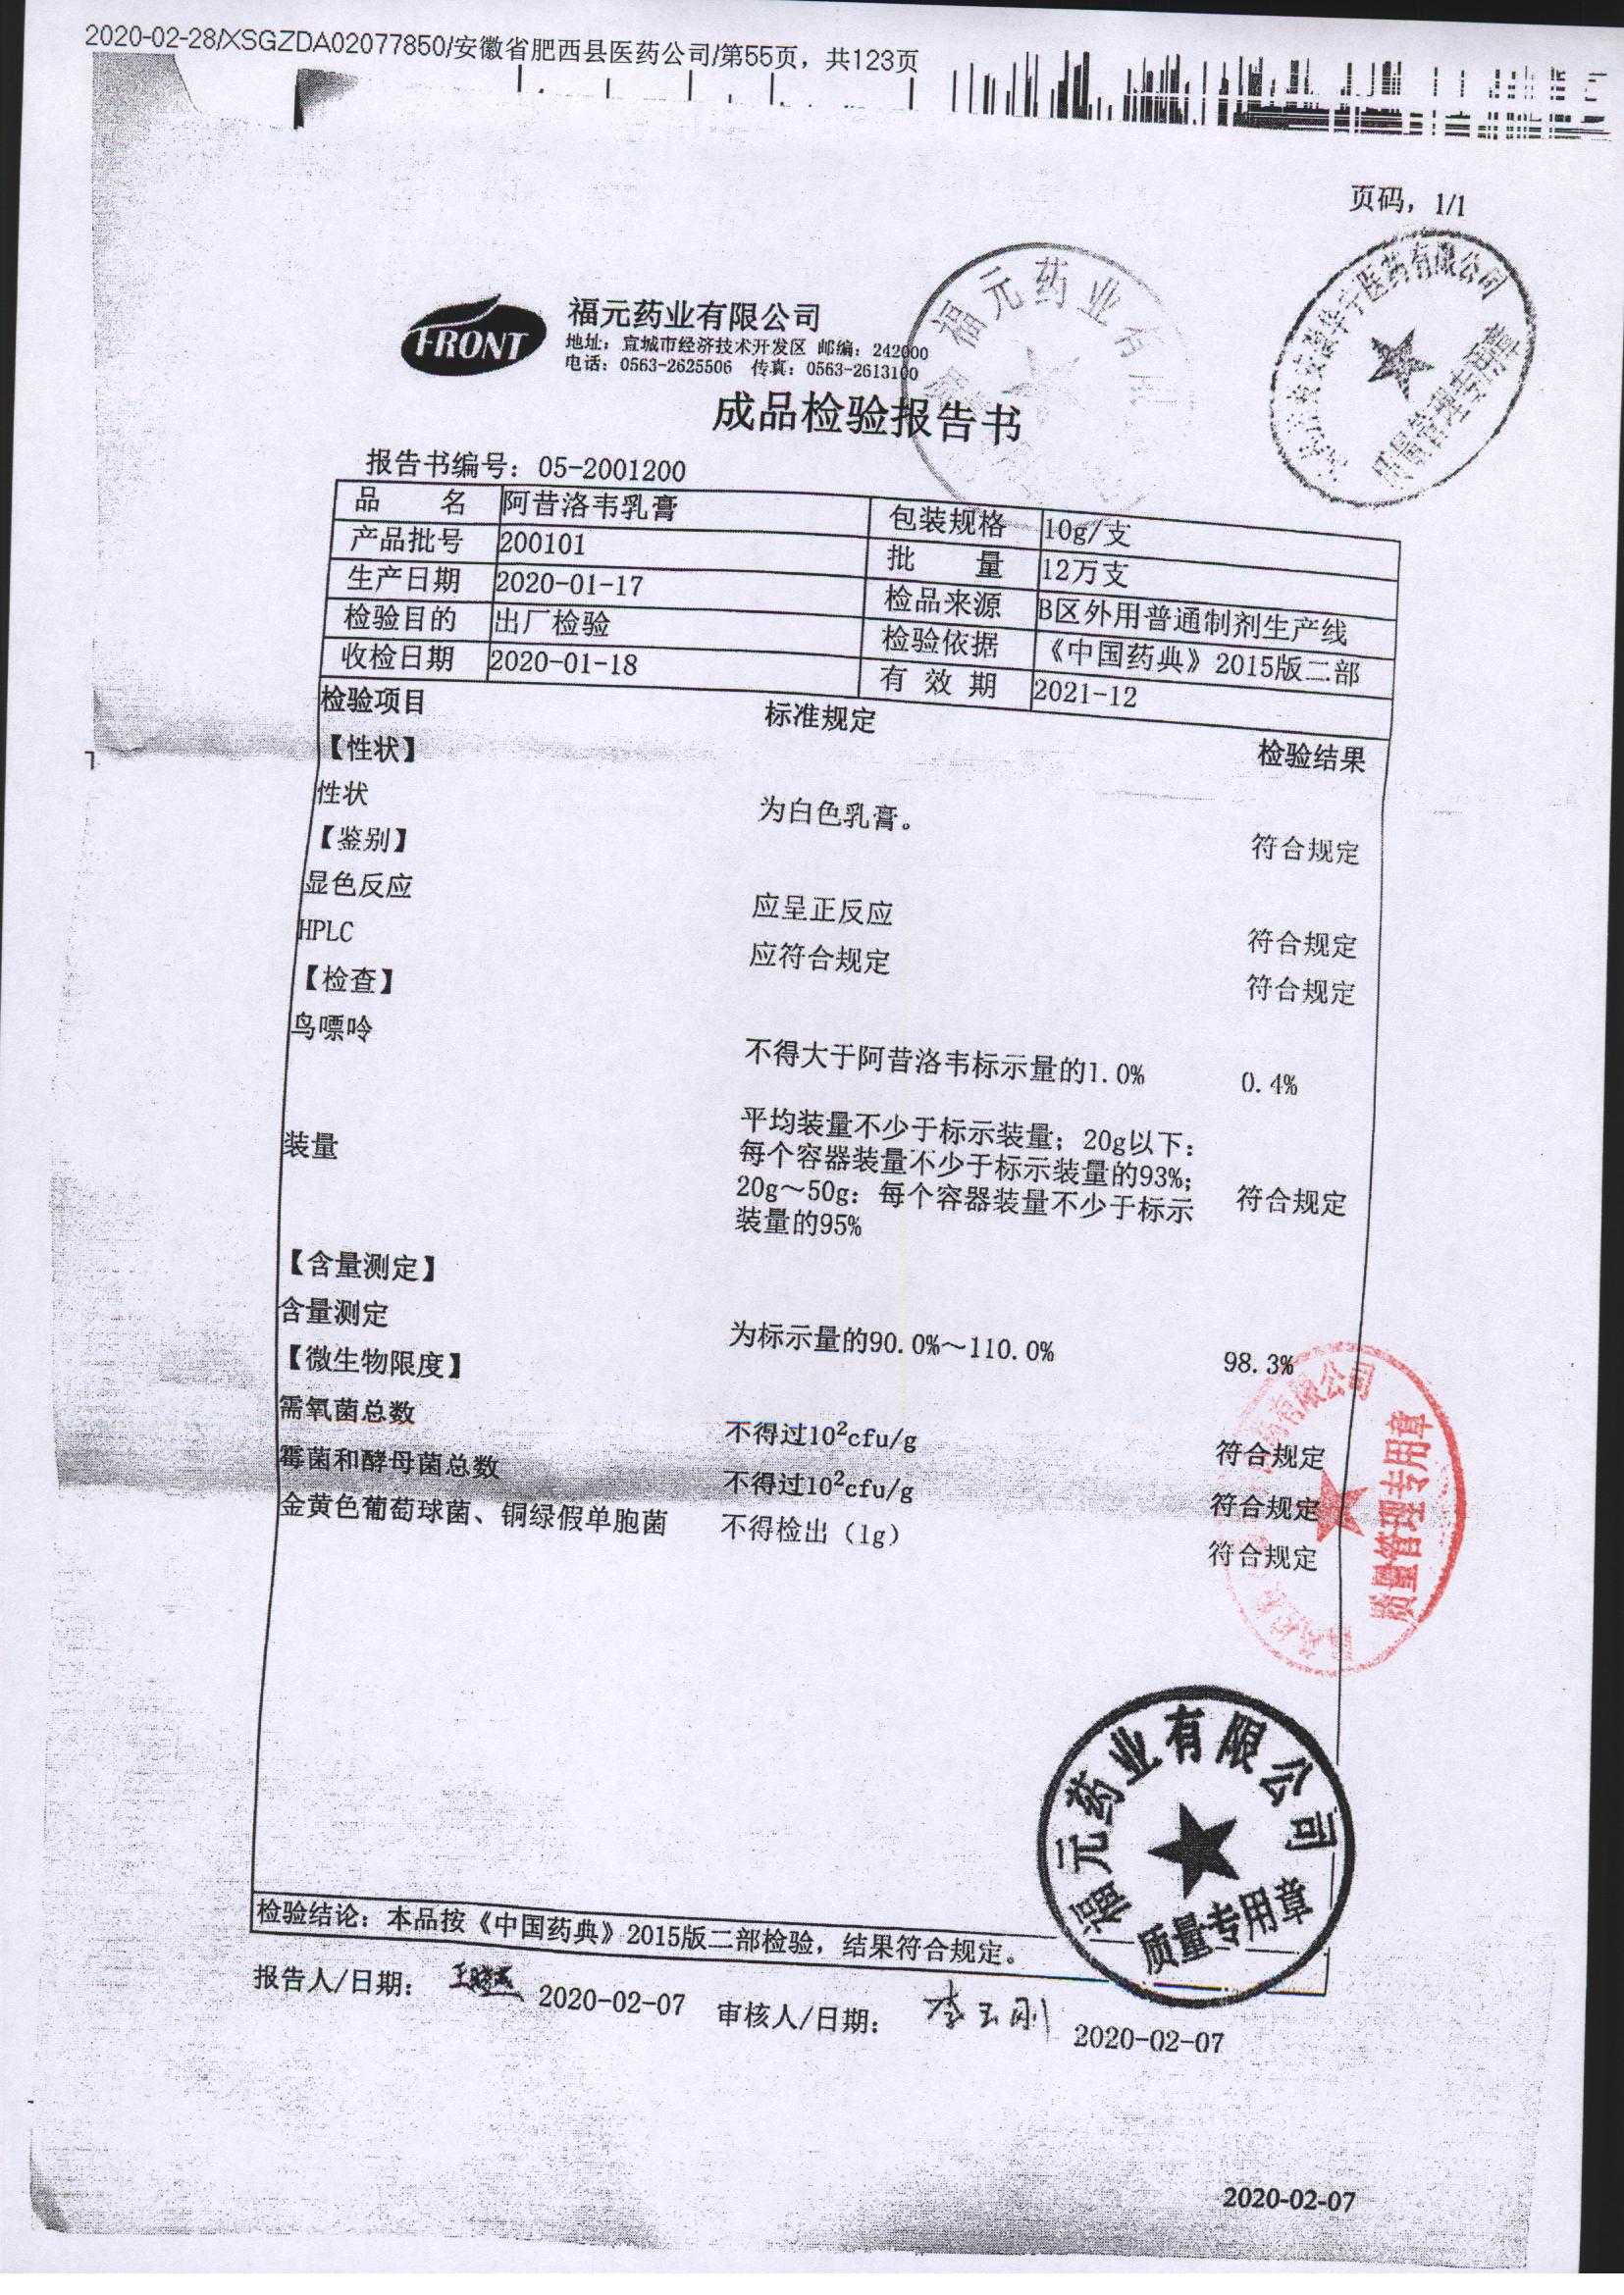 2020-02-28/XSGZDA02077850/安徽省肥西县医药公司/第55页，共123页
页码，1/1
FRONT
福元药业有限公司
地址：宣城市经济技术开发区 邮编：242000
电话：0563-2625506 传真：0563-2613100
福元药业有
医药有限公司
质量管理专用章
成品检验报告书
报告书编号：05-2001200
品 名 阿昔洛韦乳膏 包装规格 10g/支
产品批号 200101 批 量 12万支
生产日期 2020-01-17 检品来源 B区外用普通制剂生产线
检验目的 出厂检验 检验依据 《中国药典》2015版二部
收检日期 2020-01-18 有 效 期 2021-12
检验项目 标准规定 检验结果
【性状】
性状 为白色乳膏。 符合规定
【鉴别】
显色反应 应呈正反应 符合规定
HPLC 应符合规定 符合规定
【检查】
鸟嘌呤 不得大于阿昔洛韦标示量的1.0% 0.4%
装量 平均装量不少于标示装量；20g以下：
每个容器装量不少于标示装量的93%；
20g～50g：每个容器装量不少于标示 符合规定
装量的95%
【含量测定】
含量测定 为标示量的90.0%～110.0% 98.3%
【微生物限度】
需氧菌总数 不得过10²cfu/g 符合规定
霉菌和酵母菌总数 不得过10²cfu/g 符合规定
金黄色葡萄球菌、铜绿假单胞菌 不得检出（1g） 符合规定
有限公司
质量管理专用章
福元药业有限公司
质量专用章
检验结论：本品按《中国药典》2015版二部检验，结果符合规定。
报告人/日期： 2020-02-07 审核人/日期： 李玉刚 2020-02-07
2020-02-07